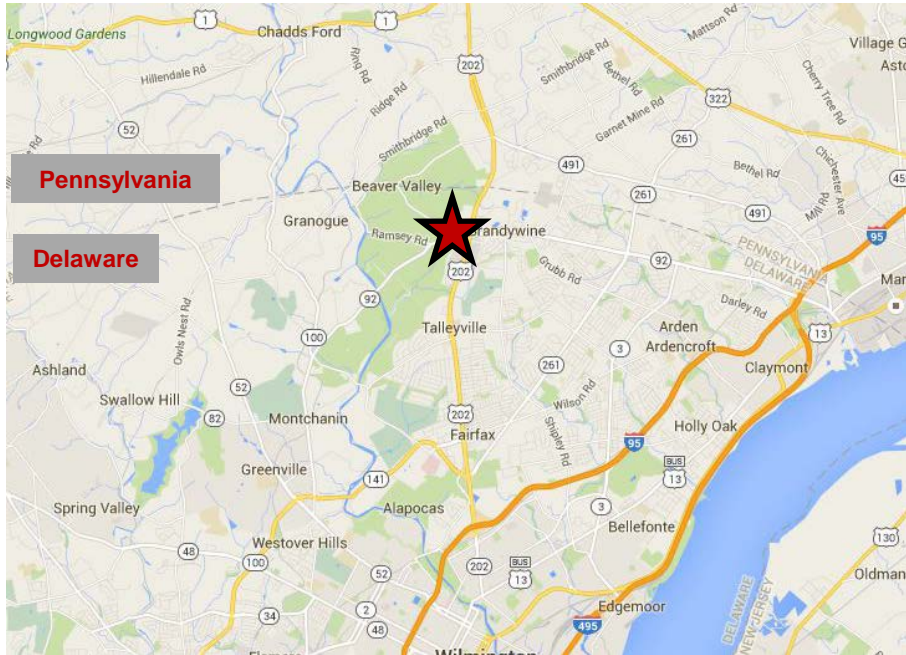 1
1
Longwood Gardens
Chadds Ford
Mattson Rd
Village G
Hillendale Rd
Ring Rd
202
Smithbridge Rd
Bethel Rd
Cherry Tree Rd
Ridge Rd
322
52
Garnet Mine Rd
Smithbridge Rd
261
Chichester Ave
491
Bethel Rd
Pennsylvania
Beaver Valley
261
491
Mill Rd
Granogue
95
Ramsey Rd
randywine
PENNSYLVANIA
DELAWARE
Delaware
92
202
Grubb Rd
92
Darley Rd
Owls Nest Rd
Talleyville
Arden
13
100
3
Ardencroft
Ashland
261
Claymont
52
Swallow Hill
Wilson Rd
82
Montchanin
202
Holly Oak
Fairfax
Shipley Rd
95
Greenville
BUS
13
141
Spring Valley
Alapocas
3
Bellefonte
130
48
Westover Hills
100
52
202
BUS
13
Oldman
2
Edgemoor
DELAWARE
NEW JERSEY
34
48
495
Wilmington